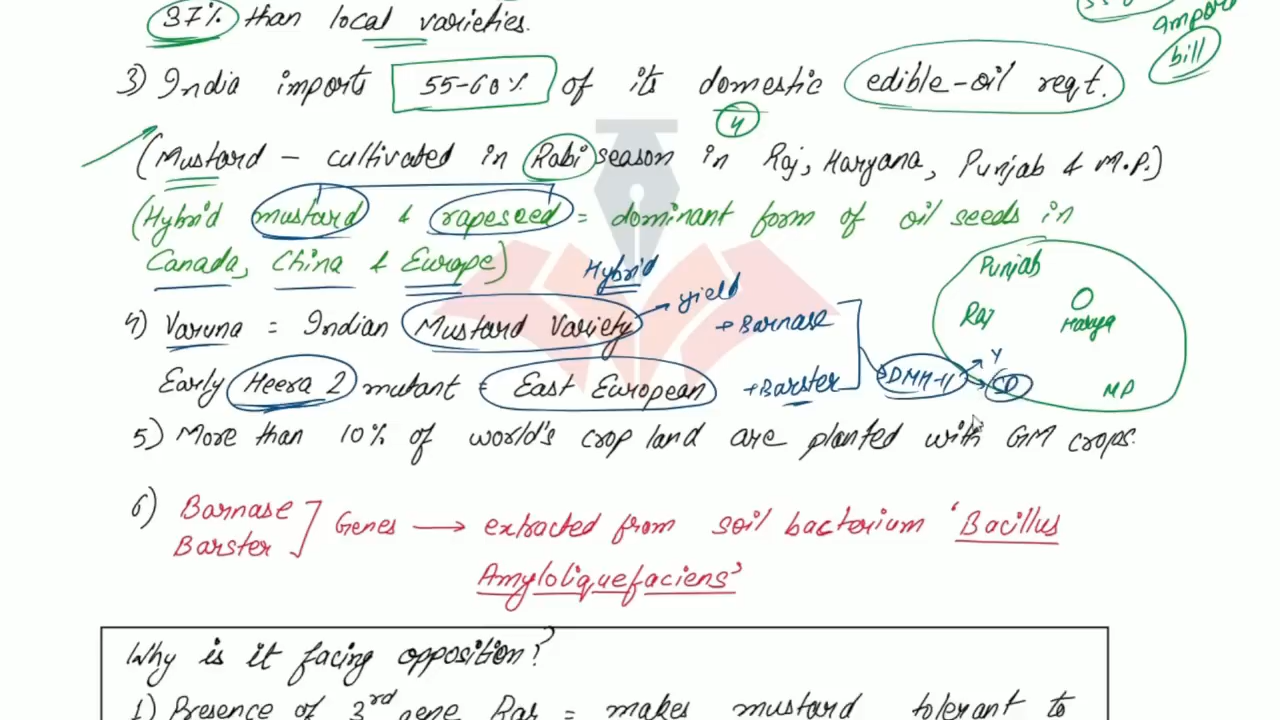 37% than local varieties.
import
bill
3) India imports 55-60% of its domestic edible-oil reqt.
4
(Mustard - cultivated in Rabi season in Raj, Haryana, Punjab & M.P.)
(Hybrid mustard & rapeseed = dominant form of oil seeds in
Canada, China & Europe)
Hybrid
Punjab
Raj
MP
4) Varuna = Indian Mustard Variety → yield
+ Barnase
Early Heera 2 mutant = East European + Barster
DMH-11
Y
5) More than 10% of world's crop land are planted with GM crops.
6) Barnase
Barster
Genes → extracted from soil bacterium 'Bacillus
Amyloliquefaciens'
Why is it facing opposition?
1) Presence of 3rd gene Bar = makes mustard tolerant to